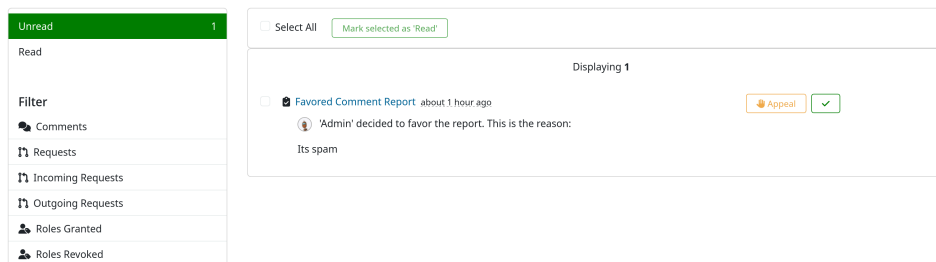 Unread 1
Read
Filter
Comments
Requests
Incoming Requests
Outgoing Requests
Roles Granted
Roles Revoked
Select All Mark selected as 'Read'
Displaying 1
Favored Comment Report about 1 hour ago Appeal
'Admin' decided to favor the report. This is the reason:
Its spam